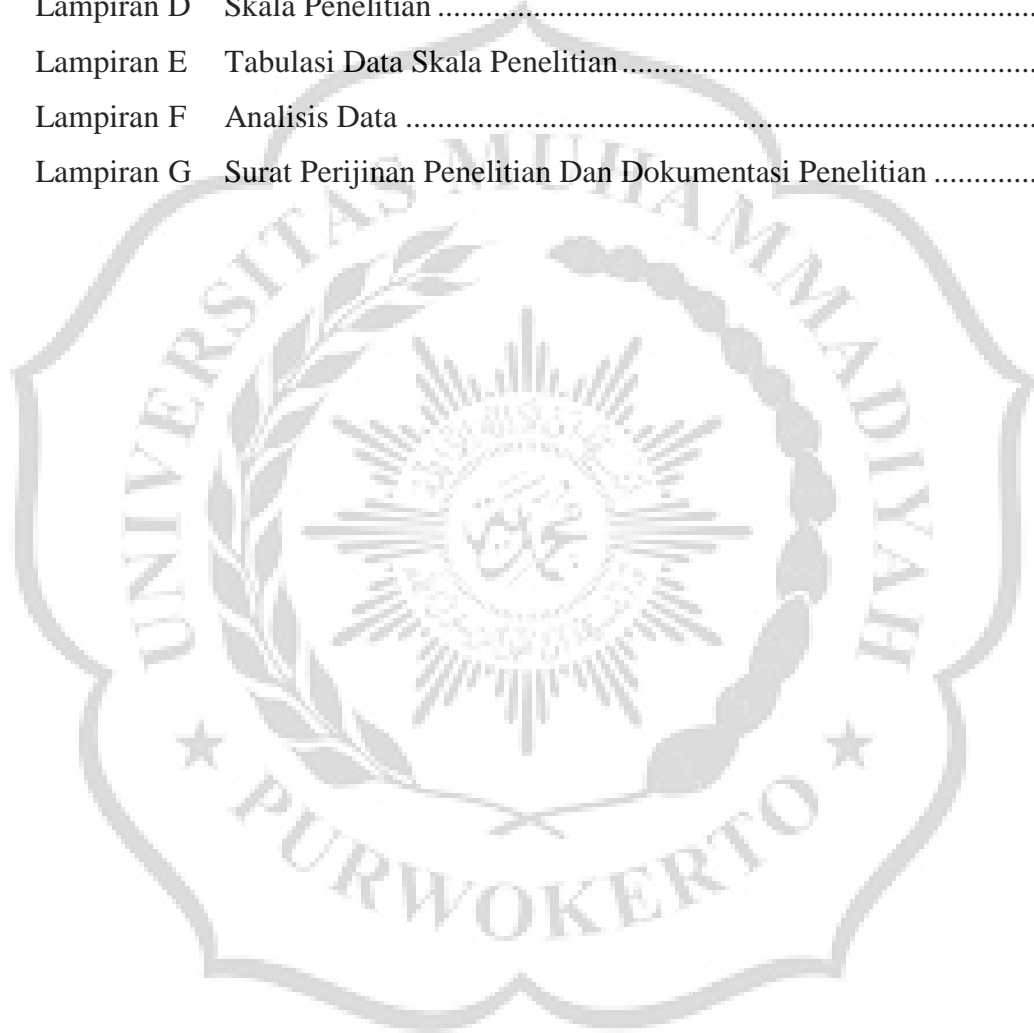 Lampiran D Skala Penelitian ........................................................................
Lampiran E Tabulasi Data Skala Penelitian ................................................
Lampiran F Analisis Data ............................................................................
Lampiran G Surat Perijinan Penelitian Dan Dokumentasi Penelitian .............
UNIVERSITAS MUHAMMADIYAH
PURWOKERTO